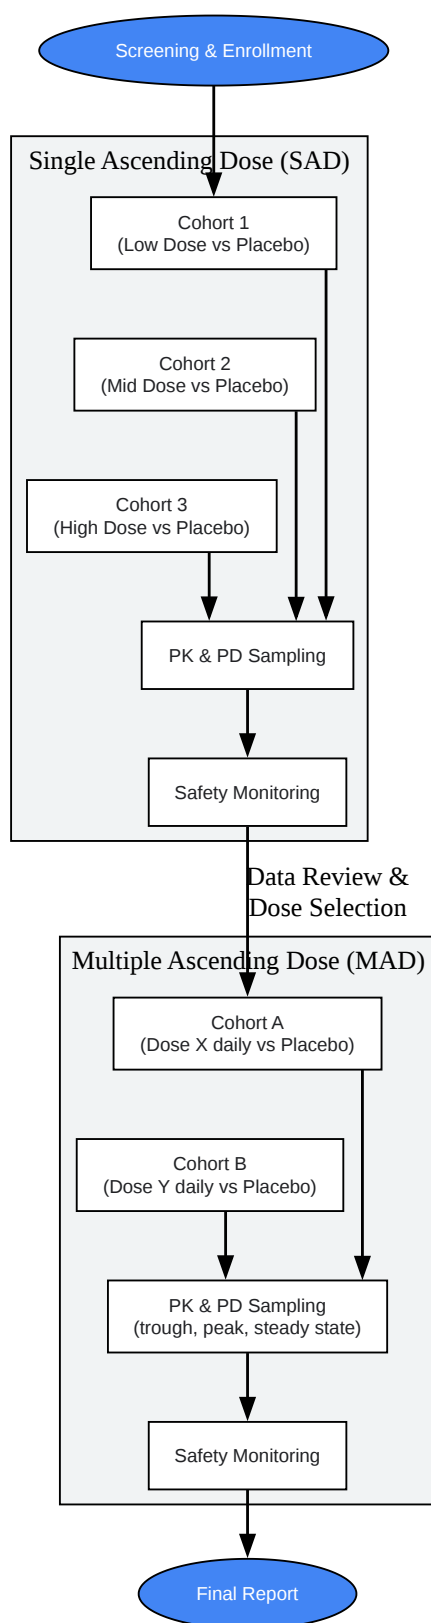 Screening & Enrollment
Single Ascending Dose (SAD)
Cohort 1
(Low Dose vs Placebo)
Cohort 2
(Mid Dose vs Placebo)
Cohort 3
(High Dose vs Placebo)
PK & PD Sampling
Safety Monitoring
Data Review &
Dose Selection
Multiple Ascending Dose (MAD)
Cohort A
(Dose X daily vs Placebo)
Cohort B
(Dose Y daily vs Placebo)
PK & PD Sampling
(trough, peak, steady state)
Safety Monitoring
Final Report